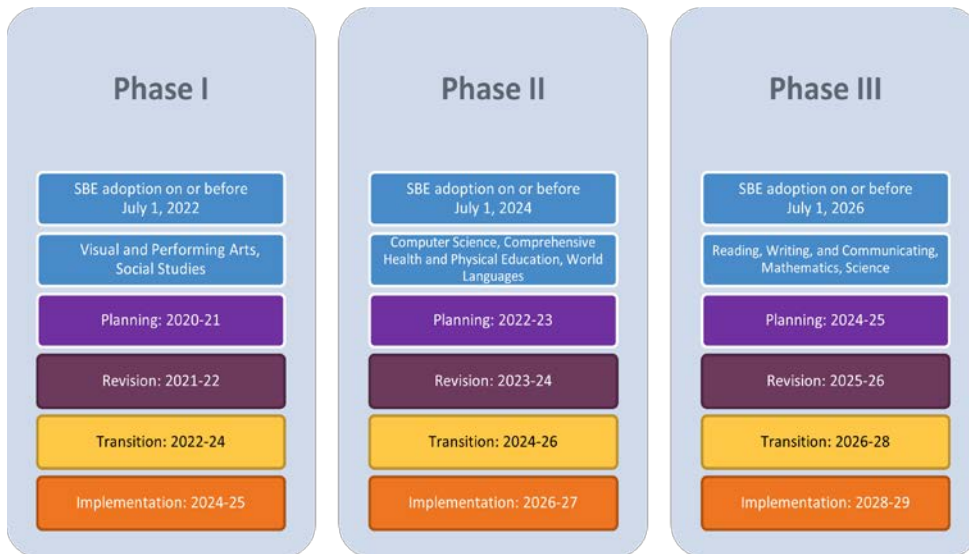 Phase I
SBE adoption on or before
July 1, 2022
Visual and Performing Arts,
Social Studies
Planning: 2020-21
Revision: 2021-22
Transition: 2022-24
Implementation: 2024-25
Phase II
SBE adoption on or before
July 1, 2024
Computer Science, Comprehensive
Health and Physical Education, World
Languages
Planning: 2022-23
Revision: 2023-24
Transition: 2024-26
Implementation: 2026-27
Phase III
SBE adoption on or before
July 1, 2026
Reading, Writing, and Communicating,
Mathematics, Science
Planning: 2024-25
Revision: 2025-26
Transition: 2026-28
Implementation: 2028-29